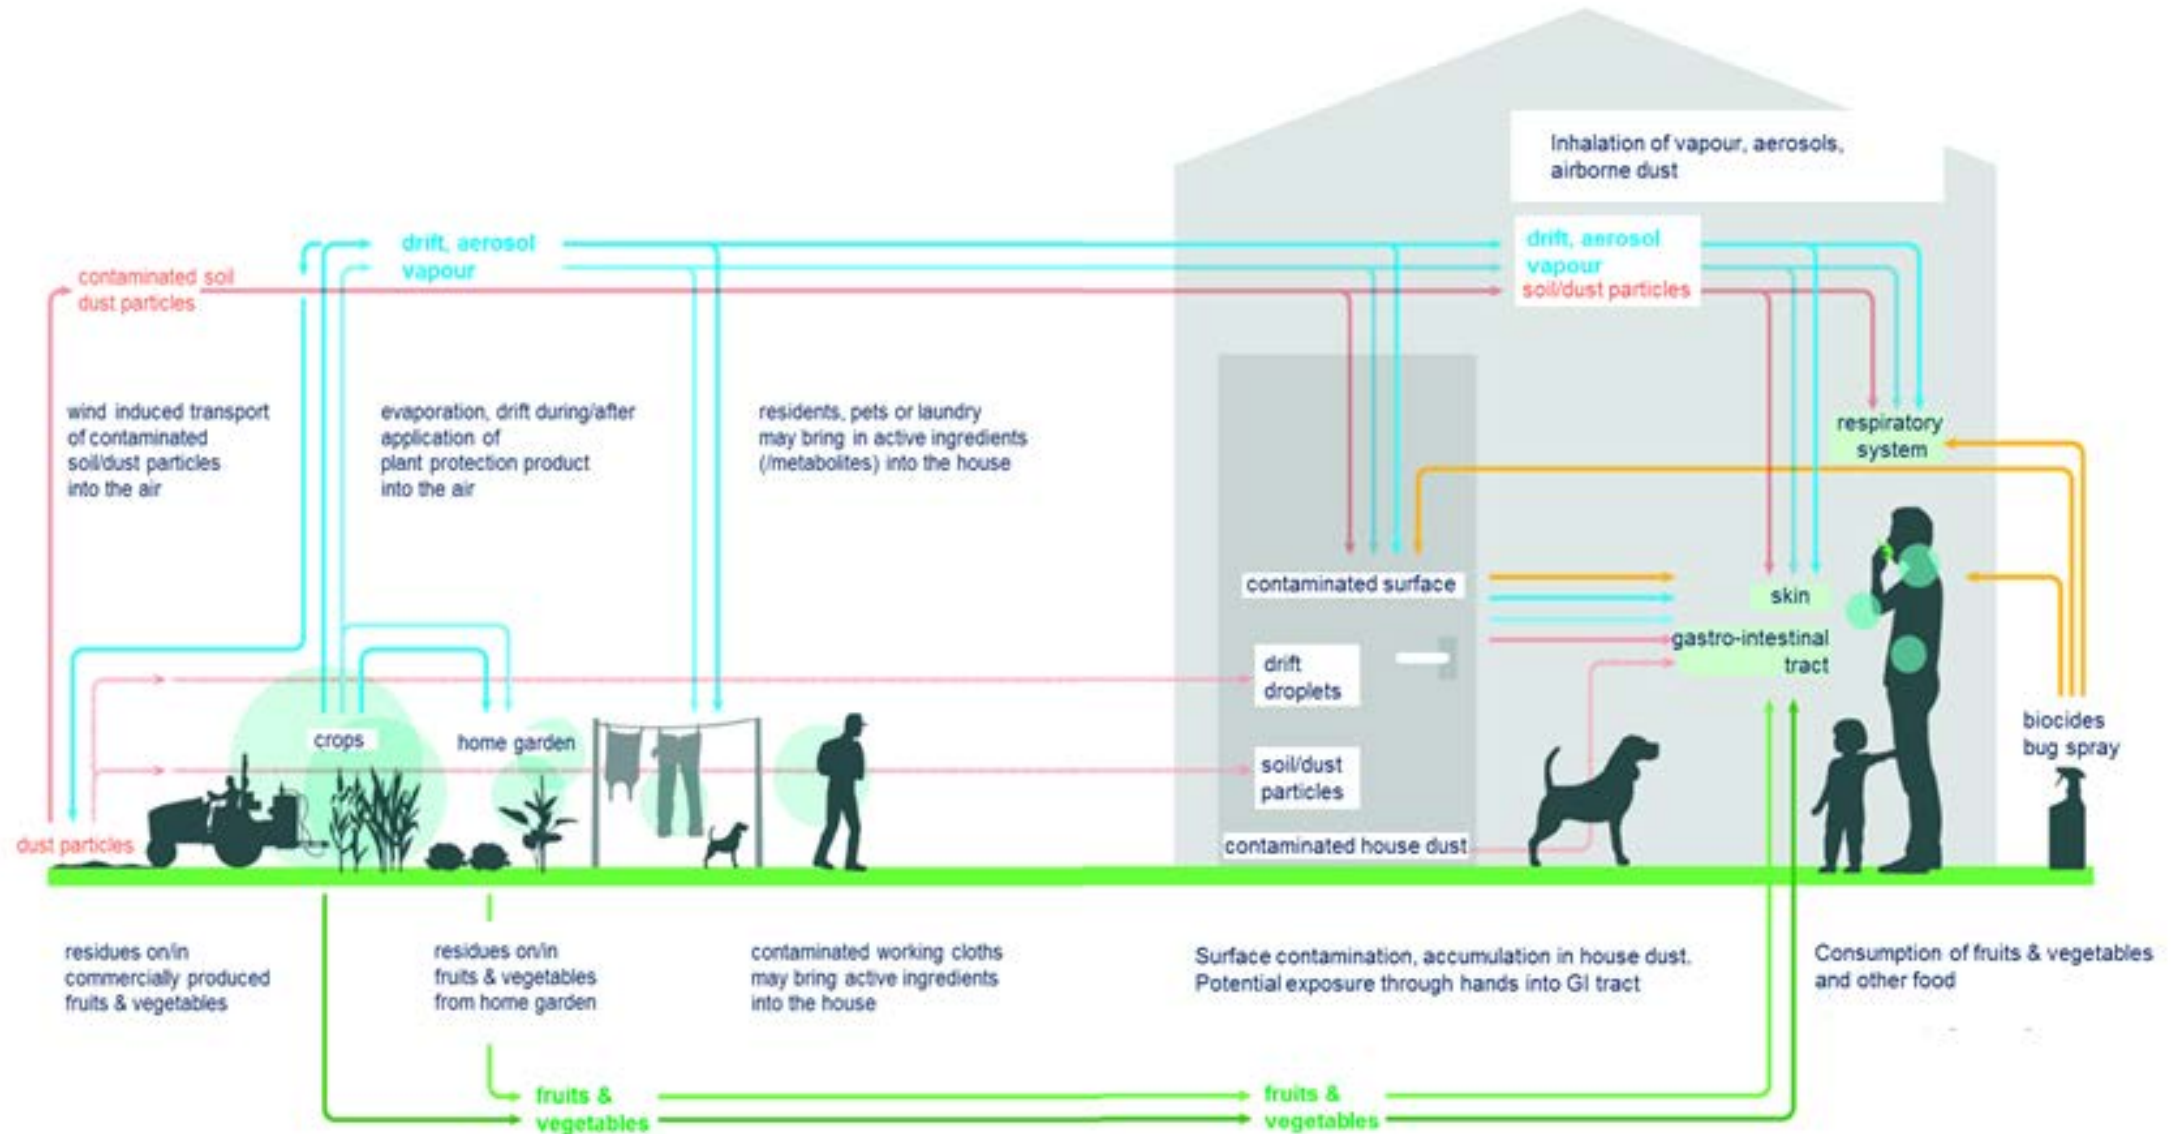 Inhalation of vapour, aerosols,
airborne dust
drift, aerosol
vapour
contaminated soil
dust particles
drift, aerosol
vapour
soil/dust particles
wind induced transport
of contaminated
soil/dust particles
into the air
evaporation, drift during/after
application of
plant protection product
into the air
residents, pets or laundry
may bring in active ingredients
(/metabolites) into the house
respiratory
system
contaminated surface
skin
gastro-intestinal
tract
drift
droplets
biocides
bug spray
crops
home garden
soil/dust
particles
dust particles
contaminated house dust
residues on/in
commercially produced
fruits & vegetables
residues on/in
fruits & vegetables
from home garden
contaminated working cloths
may bring active ingredients
into the house
Surface contamination, accumulation in house dust.
Potential exposure through hands into GI tract
Consumption of fruits & vegetables
and other food
fruits &
vegetables
fruits &
vegetables